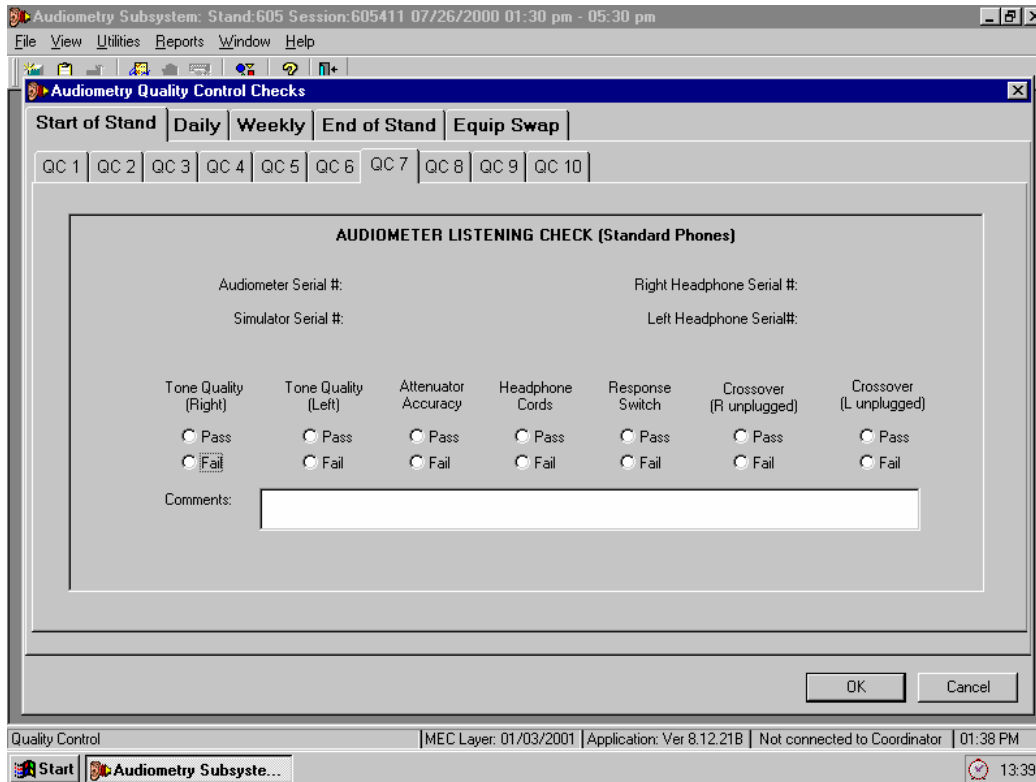 Audiometry Subsystem: Stand:605 Session:605411 07/26/2000 01:30 pm - 05:30 pm
File View Utilities Reports Window Help
Audiometry Quality Control Checks
Start of Stand Daily Weekly End of Stand Equip Swap
QC 1 QC 2 QC 3 QC 4 QC 5 QC 6 QC 7 QC 8 QC 9 QC 10
AUDIOMETER LISTENING CHECK (Standard Phones)
Audiometer Serial #: Right Headphone Serial #:
Simulator Serial #: Left Headphone Serial#:
Tone Quality Tone Quality Attenuator Headphone Response Crossover Crossover
(Right) (Left) Accuracy Cords Switch (R unplugged) (L unplugged)
Pass Pass Pass Pass Pass Pass Pass
Fail Fail Fail Fail Fail Fail Fail
Comments:
OK Cancel
Quality Control MEC Layer: 01/03/2001 Application: Ver 8.12.21B Not connected to Coordinator 01:38 PM
Start Audiometry Subsyste... 13:38